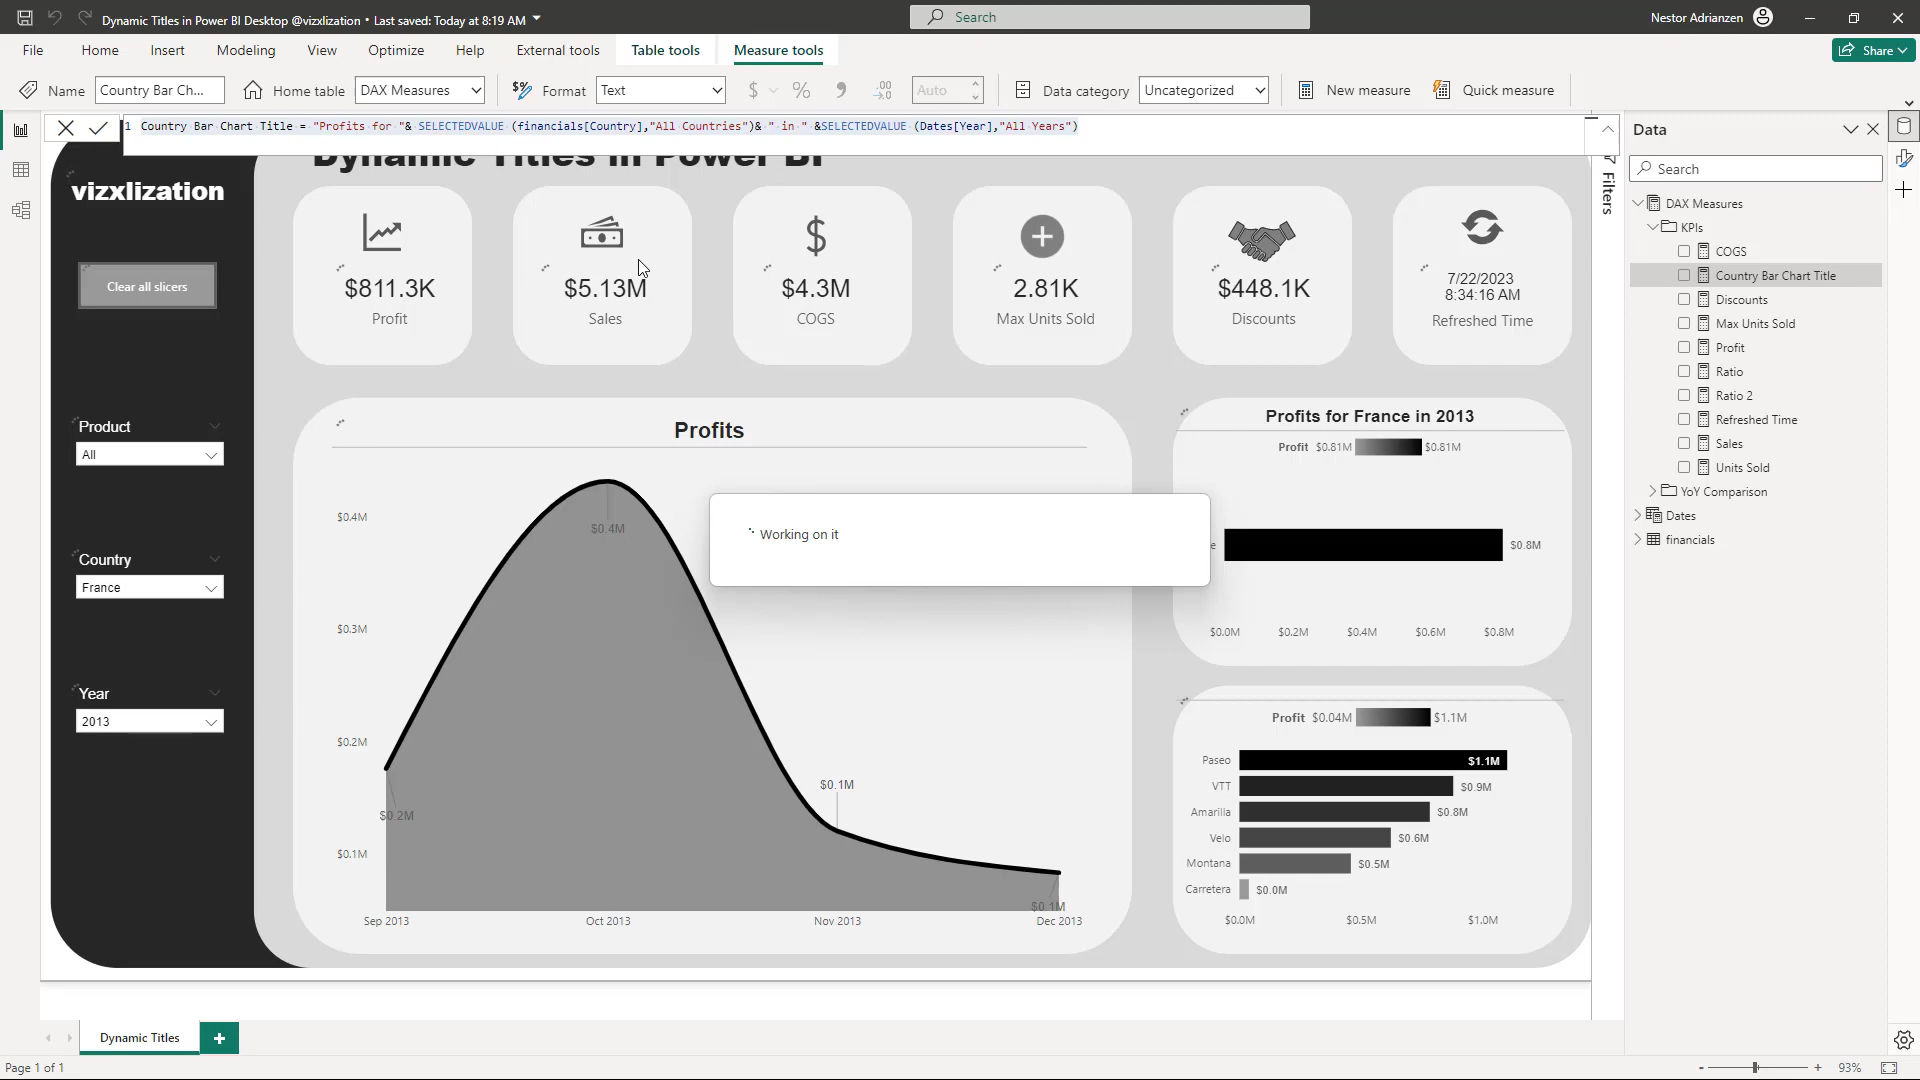 Dynamic Titles in Power BI Desktop @vizxlization • Last saved: Today at 8:19 AM
Search
Nestor Adrianzen
File
Home
Insert
Modeling
View
Optimize
Help
External tools
Table tools
Measure tools
Share
Name
Country Bar Ch...
Home table
DAX Measures
Format
Text
$
%
Auto
Data category
Uncategorized
New measure
Quick measure
1 Country Bar Chart Title = "Profits for "& SELECTEDVALUE (financials[Country],"All Countries")& " in " &SELECTEDVALUE (Dates[Year],"All Years")
Dynamic Titles in Power BI
vizxlization
Clear all slicers
Product
All
Country
France
Year
2013
$811.3K
Profit
$5.13M
Sales
$
$4.3M
COGS
2.81K
Max Units Sold
$448.1K
Discounts
7/22/2023
8:34:16 AM
Refreshed Time
Profits
$0.4M
$0.3M
$0.2M
$0.1M
$0.2M
$0.4M
$0.1M
$0.1M
Sep 2013
Oct 2013
Nov 2013
Dec 2013
Working on it
Profits for France in 2013
Profit $0.81M $0.81M
e
$0.8M
$0.0M
$0.2M
$0.4M
$0.6M
$0.8M
Profit $0.04M $1.1M
Paseo $1.1M
VTT $0.9M
Amarilla $0.8M
Velo $0.6M
Montana $0.5M
Carretera $0.0M
$0.0M
$0.5M
$1.0M
Filters
Data
Search
DAX Measures
KPIs
COGS
Country Bar Chart Title
Discounts
Max Units Sold
Profit
Ratio
Ratio 2
Refreshed Time
Sales
Units Sold
YoY Comparison
Dates
financials
Dynamic Titles
Page 1 of 1
93%